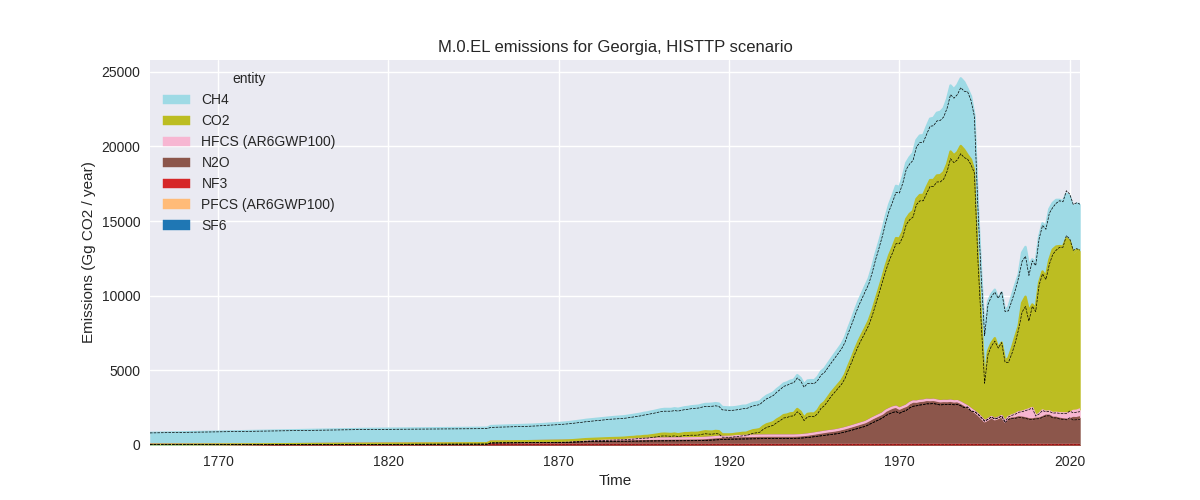 M.0.EL emissions for Georgia, HISTTP scenario
Emissions (Gg CO2 / year)
25000
20000
15000
10000
5000
0
entity
CH4
CO2
HFCS (AR6GWP100)
N2O
NF3
PFCS (AR6GWP100)
SF6
1770 1820 1870 1920 1970 2020
Time